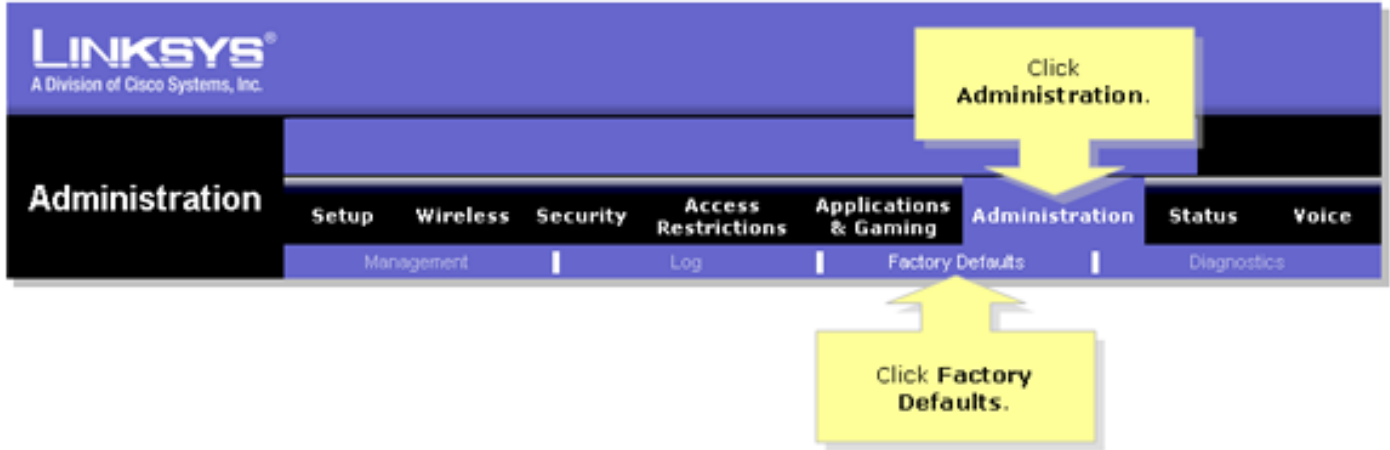 LINKSYS®
A Division of Cisco Systems, Inc.
Click
Administration.
Administration
Setup
Wireless
Security
Access
Restrictions
Applications
& Gaming
Administration
Status
Voice
Management
Log
Factory Defaults
Diagnostics
Click Factory
Defaults.